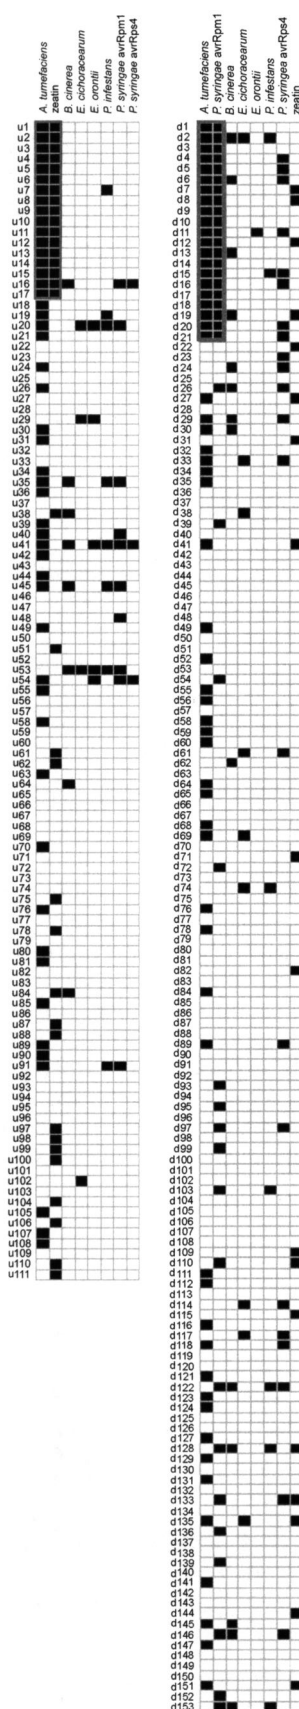 A. tumefaciens
zeatin
B. cinerea
E. cichoracearum
E. orontii
P. infestans
P. syringae avrRpm1
P. syringae avrRps4
u1
u2
u3
u4
u5
u6
u7
u8
u9
u10
u11
u12
u13
u14
u15
u16
u17
u18
u19
u20
u21
u22
u23
u24
u25
u26
u27
u28
u29
u30
u31
u32
u33
u34
u35
u36
u37
u38
u39
u40
u41
u42
u43
u44
u45
u46
u47
u48
u49
u50
u51
u52
u53
u54
u55
u56
u57
u58
u59
u60
u61
u62
u63
u64
u65
u66
u67
u68
u69
u70
u71
u72
u73
u74
u75
u76
u77
u78
u79
u80
u81
u82
u83
u84
u85
u86
u87
u88
u89
u90
u91
u92
u93
u94
u95
u96
u97
u98
u99
u100
u101
u102
u103
u104
u105
u106
u107
u108
u109
u110
u111
A. tumefaciens
P. syringae avrRpm1
B. cinerea
E. cichoracearum
E. orontii
P. infestans
P. syringea avrRps4
zeatin
d1
d2
d3
d4
d5
d6
d7
d8
d9
d10
d11
d12
d13
d14
d15
d16
d17
d18
d19
d20
d21
d22
d23
d24
d25
d26
d27
d28
d29
d30
d31
d32
d33
d34
d35
d36
d37
d38
d39
d40
d41
d42
d43
d44
d45
d46
d47
d48
d49
d50
d51
d52
d53
d54
d55
d56
d57
d58
d59
d60
d61
d62
d63
d64
d65
d66
d67
d68
d69
d70
d71
d72
d73
d74
d75
d76
d77
d78
d79
d80
d81
d82
d83
d84
d85
d86
d87
d88
d89
d90
d91
d92
d93
d94
d95
d96
d97
d98
d99
d100
d101
d102
d103
d104
d105
d106
d107
d108
d109
d110
d111
d112
d113
d114
d115
d116
d117
d118
d119
d120
d121
d122
d123
d124
d125
d126
d127
d128
d129
d130
d131
d132
d133
d134
d135
d136
d137
d138
d139
d140
d141
d142
d143
d144
d145
d146
d147
d148
d149
d150
d151
d152
d153